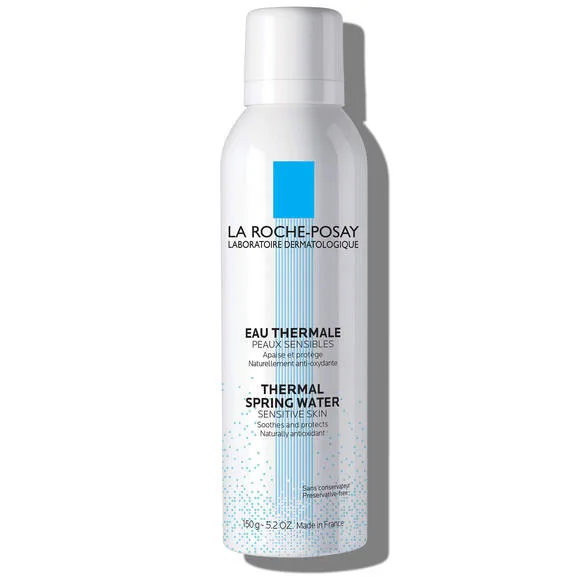 LA ROCHE-POSAY
LABORATOIRE DERMATOLOGIQUE
EAU THERMALE
PEAUX SENSIBLES
Apaise et protège
Naturellement anti-oxydante
THERMAL
SPRING WATER
SENSITIVE SKIN
Soothes and protects
Naturally antioxidant
Sans conservateur
Preservative-free
150g - 5.2 OZ. Made in France